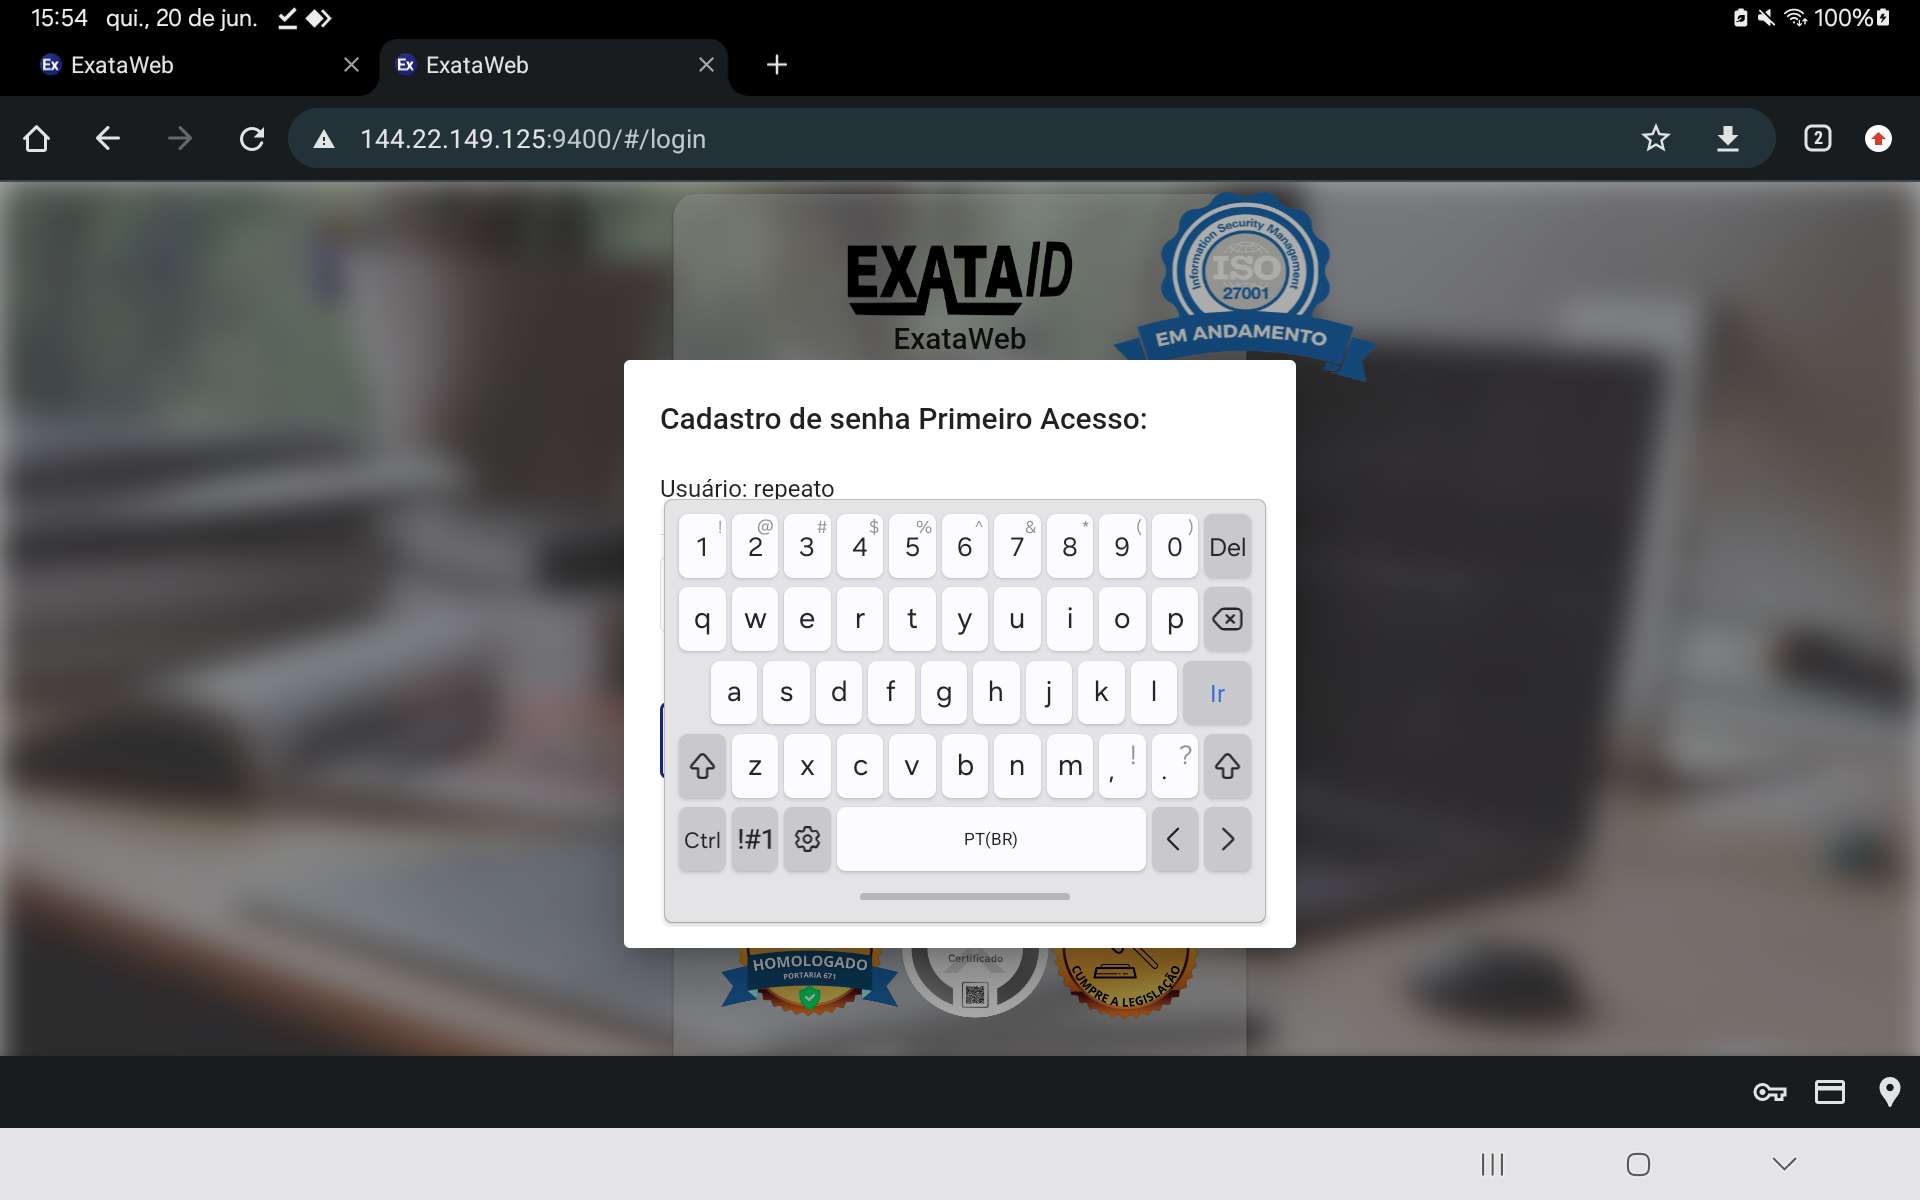 15:54 qui., 20 de jun. 100%
Ex ExataWeb Ex ExataWeb
144.22.149.125:9400/#/login 2
EXATAID
ExataWeb
Information Security Management
ISO
27001
EM ANDAMENTO
Cadastro de senha Primeiro Acesso:
Usuário: repeato
! @ # $ % ^ & * ( )
1 2 3 4 5 6 7 8 9 0 Del
q w e r t y u i o p
a s d f g h j k l Ir
z x c v b n m , ! . ?
Ctrl !#1 PT(BR) < >
HOMOLOGADO
PORTARIA 671
Certificado
CUMPRE A LEGISLAÇÃO